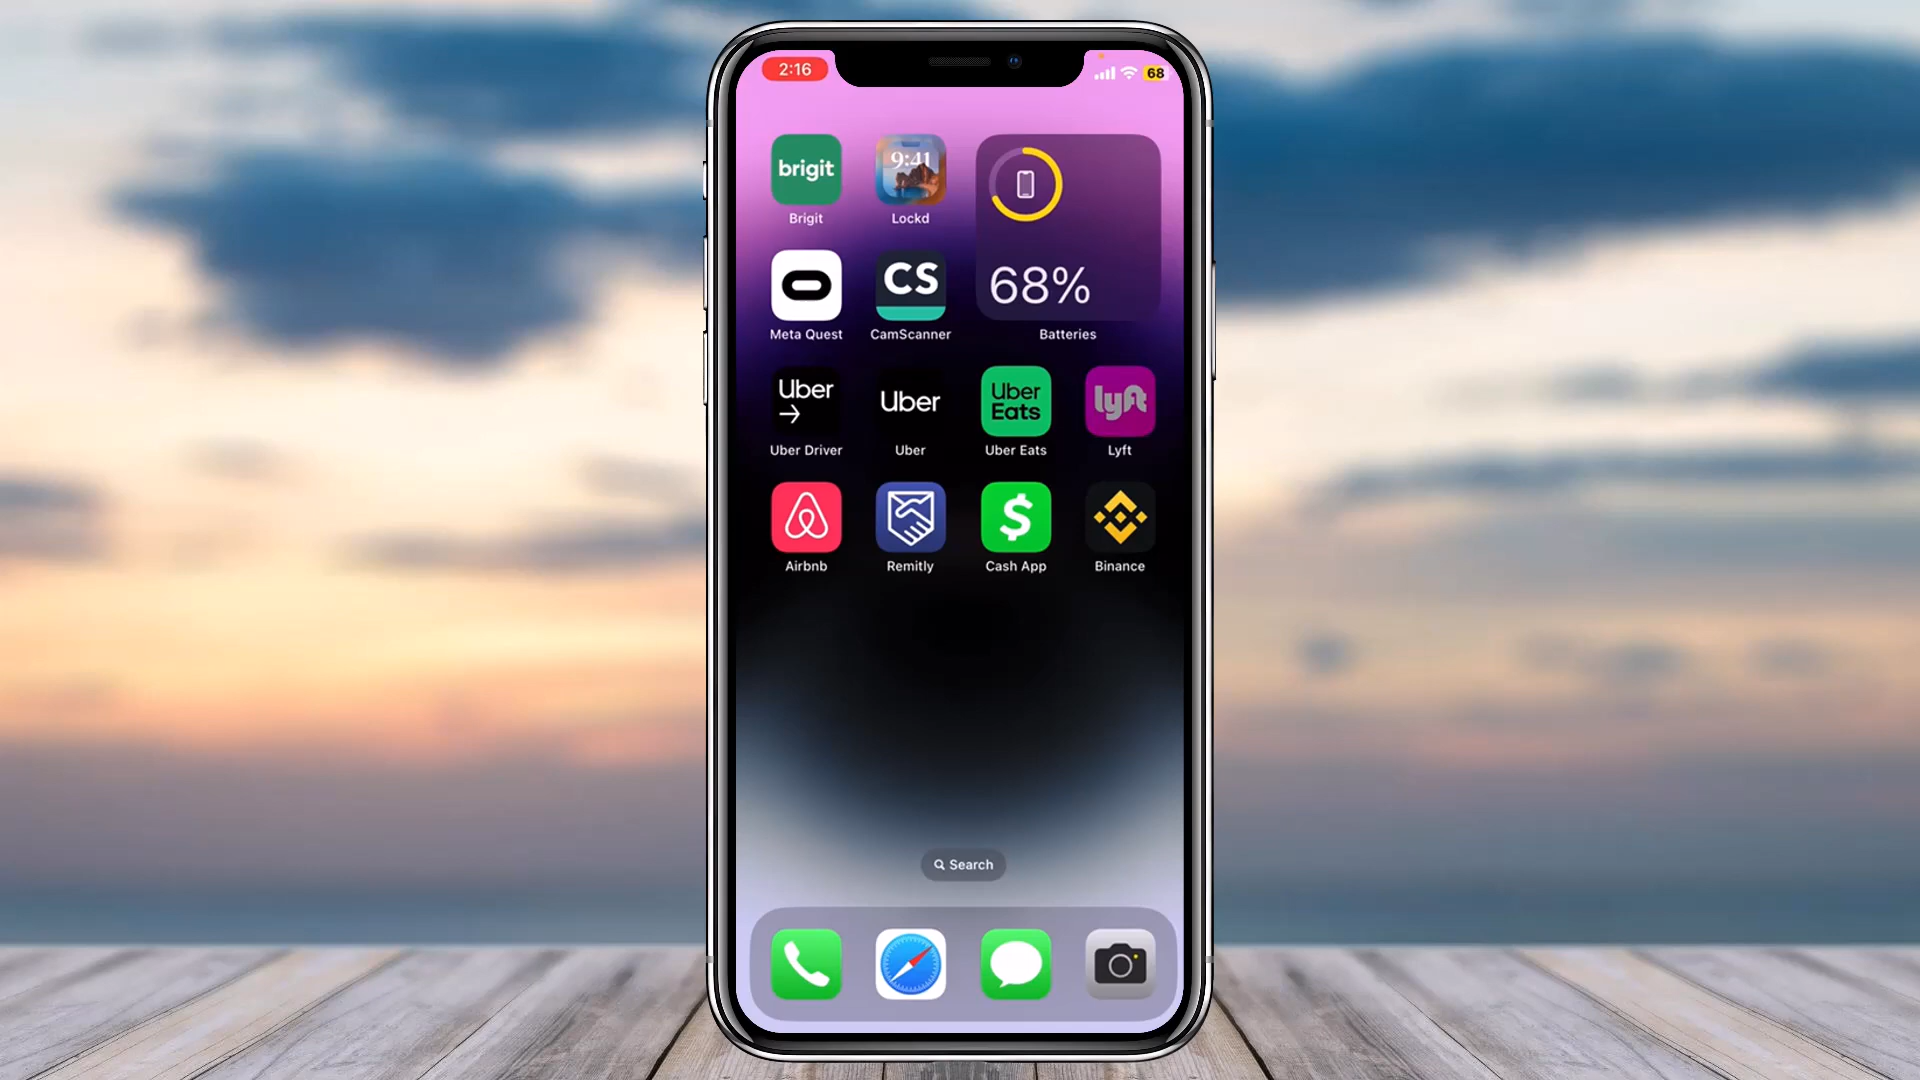 2:16
68
brigit
9:41
Brigit
Lockd
CS
68%
Meta Quest
CamScanner
Batteries
Uber
Uber
Uber
Eats
lyft
Uber Driver
Uber
Uber Eats
Lyft
$
Airbnb
Remitly
Cash App
Binance
Search